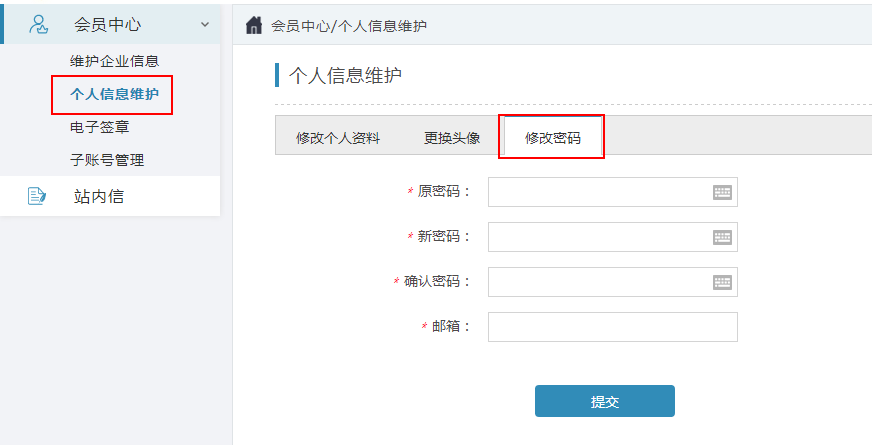 会员中心
维护企业信息
个人信息维护
电子签章
子账号管理
站内信
会员中心/个人信息维护
个人信息维护
修改个人资料 更换头像 修改密码
* 原密码：
* 新密码：
* 确认密码：
* 邮箱：
提交